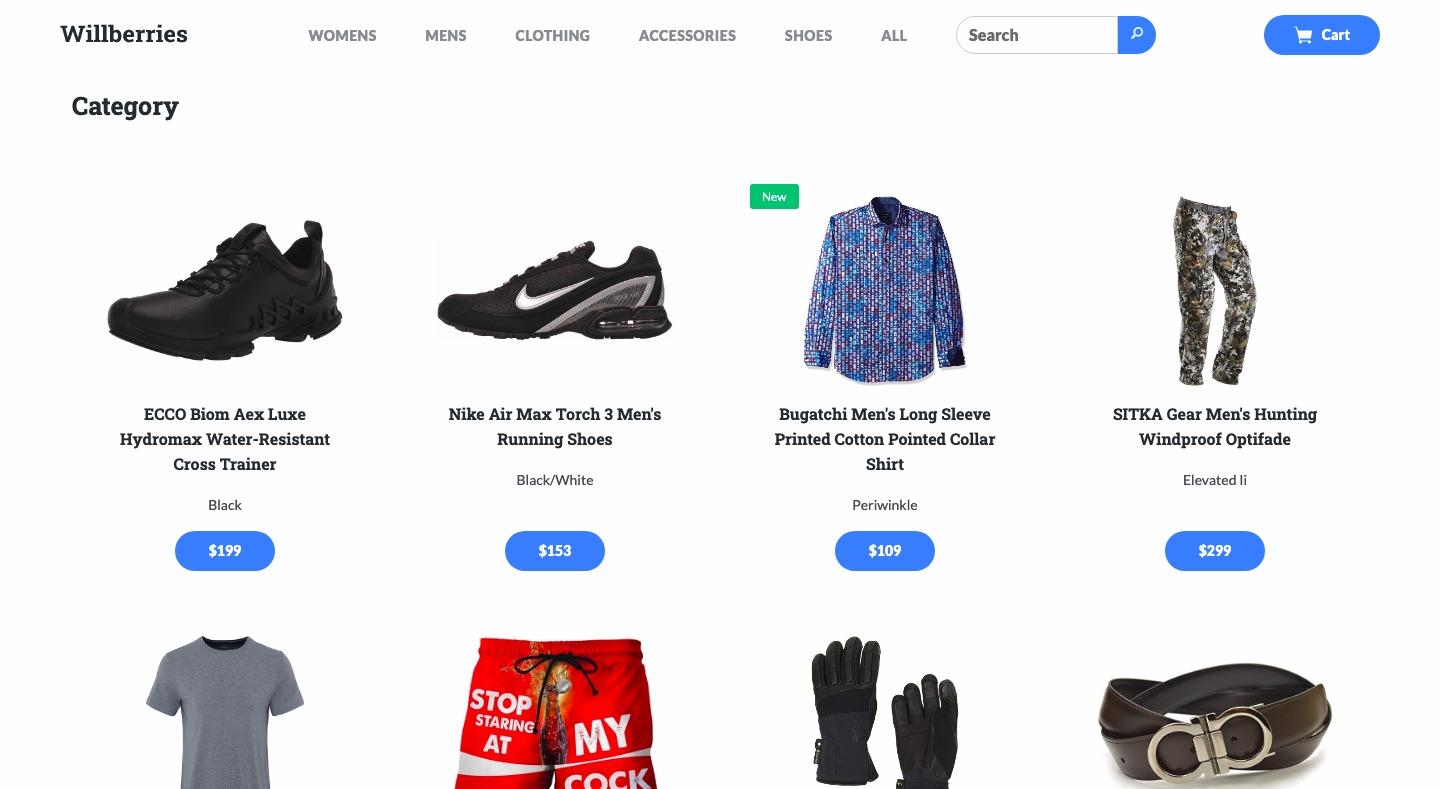 Willberries
WOMENS
MENS
CLOTHING
ACCESSORIES
SHOES
ALL
Search
Cart
Category
New
ECCO Biom Aex Luxe
Hydromax Water-Resistant
Cross Trainer
Black
$199
Nike Air Max Torch 3 Men's
Running Shoes
Black/White
$153
Bugatchi Men's Long Sleeve
Printed Cotton Pointed Collar
Shirt
Periwinkle
$109
SITKA Gear Men's Hunting
Windproof Optifade
Elevated Ii
$299
STOP
STARING
AT
MY
COCK